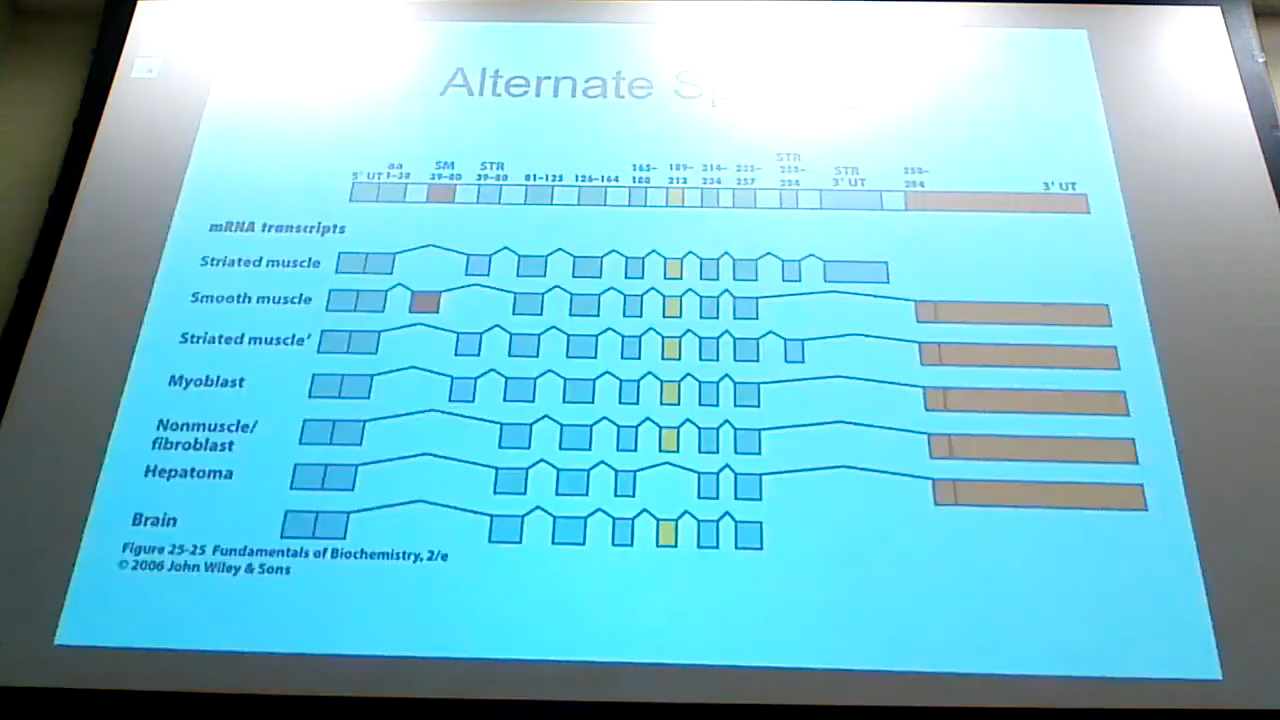 Alternate
aa SM STR 165- 189- 214- 235- STR STR
5' UT 1-38 39-80 39-80 81-125 126-164 188 213 234 257 284 3' UT 284 3' UT
mRNA transcripts
Striated muscle
Smooth muscle
Striated muscle'
Myoblast
Nonmuscle/
fibroblast
Hepatoma
Brain
Figure 25-25 Fundamentals of Biochemistry, 2/e
© 2006 John Wiley & Sons